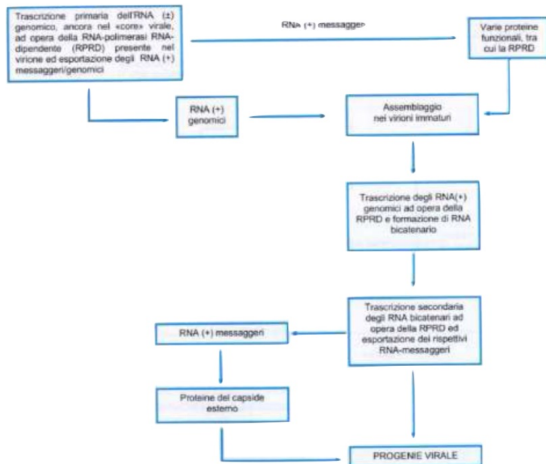 Trascrizione primaria dell'RNA (±)
genomico, ancora nel «core» virale,
ad opera della RNA-polimerasi RNA-
dipendente (RPRD) presente nel
virione ed esportazione degli RNA (+)
messaggeri/genomici
RNA (+) messagger
Varie proteine
funzionali, tra
cui la RPRD
RNA (+)
genomici
Assemblaggio
nei virioni immaturi
Trascrizione degli RNA(+)
genomici ad opera della
RPRD e formazione di RNA
bicatenario
Trascrizione secondaria
degli RNA bicatenari ad
opera della RPRD ed
esportazione dei rispettivi
RNA-messaggeri
RNA (+) messaggeri
Proteine del capside
esterno
PROGENIE VIRALE